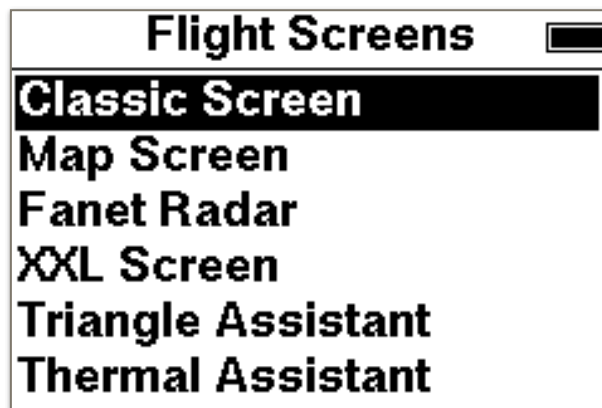 Flight Screens
Classic Screen
Map Screen
Fanet Radar
XXL Screen
Triangle Assistant
Thermal Assistant